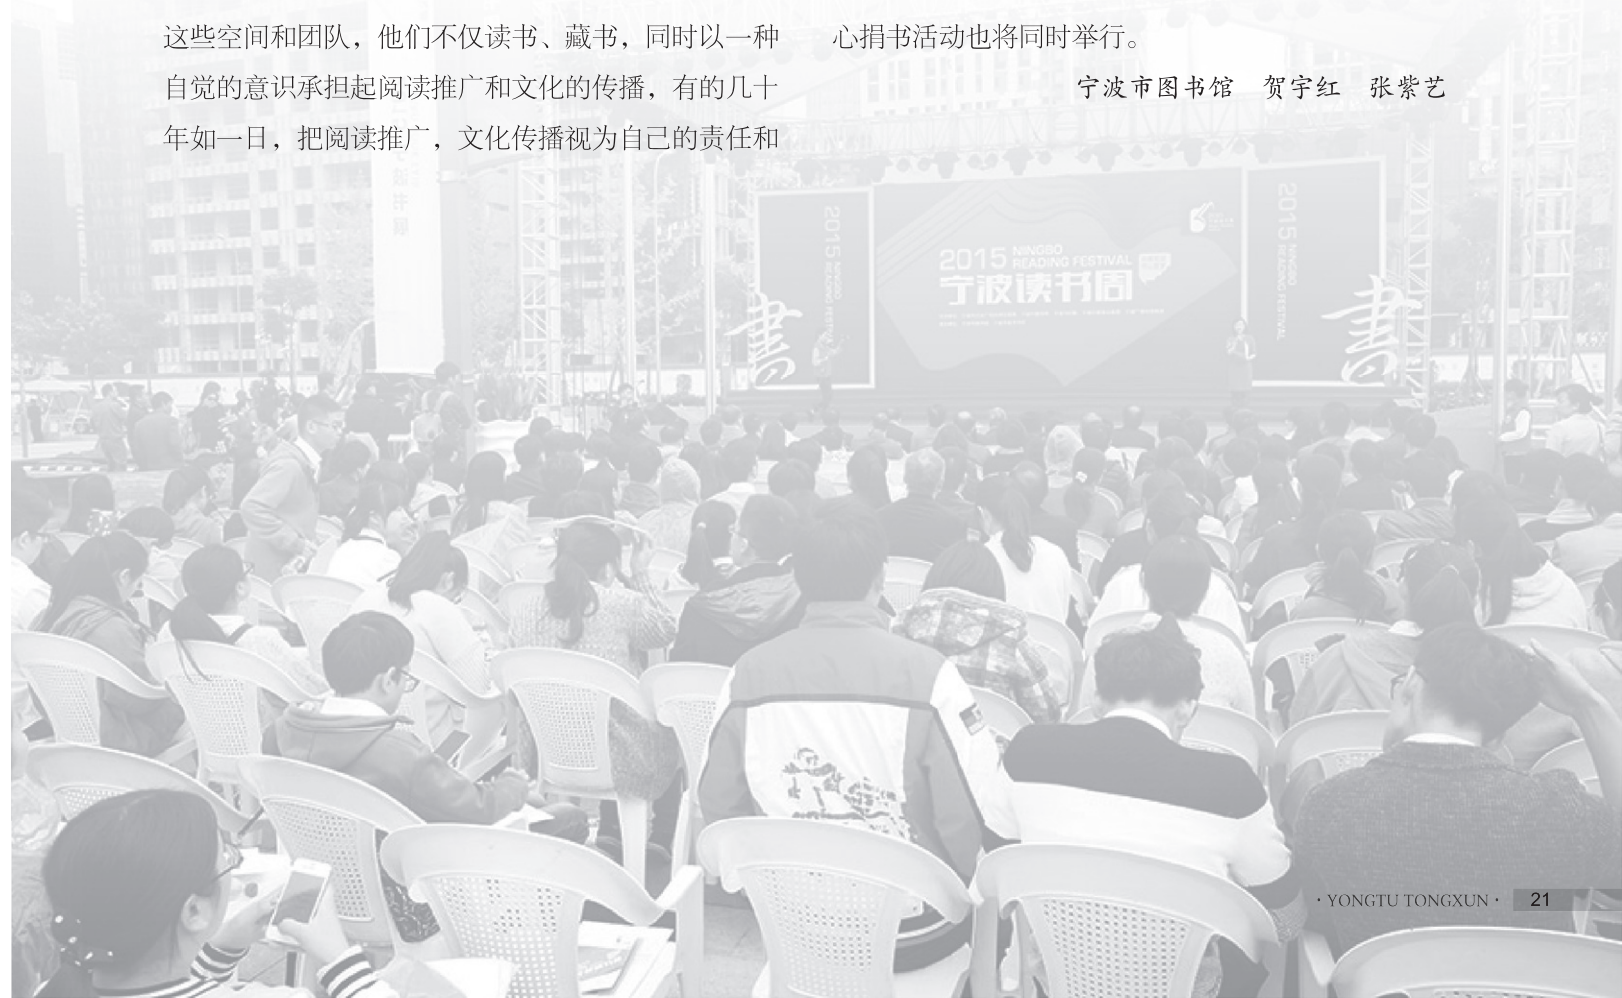 这些空间和团队，他们不仅读书、藏书，同时以一种
自觉的意识承担起阅读推广和文化的传播，有的几十
年如一日，把阅读推广，文化传播视为自己的责任和
心捐书活动也将同时举行。
宁波市图书馆　贺宇红　张紫艺
2015 NINGBO
READING FESTIVAL
書
2015 NINGBO
READING FESTIVAL
宁波读书周
2015 NINGBO
READING FESTIVAL
書
· YONGTU TONGXUN · 21